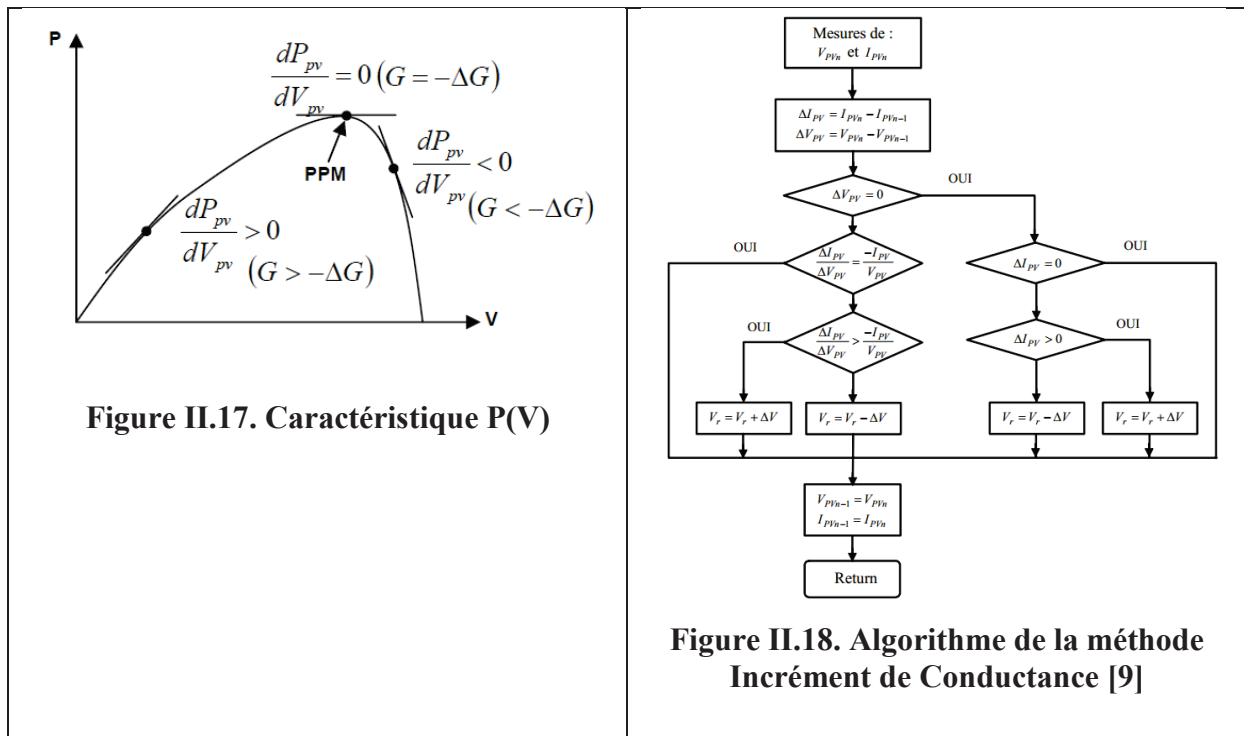 P
dP_pv/dV_pv = 0 (G = −ΔG)
PPM
dP_pv/dV_pv < 0
(G < −ΔG)
dP_pv/dV_pv > 0
(G > −ΔG)
V
Figure II.17. Caractéristique P(V)
Mesures de :
V_PVn et I_PVn
ΔI_PV = I_PVn − I_PVn−1
ΔV_PV = V_PVn − V_PVn−1
OUI
ΔV_PV = 0
OUI
ΔI_PV/ΔV_PV = −I_PV/V_PV
ΔI_PV = 0
OUI
OUI
ΔI_PV/ΔV_PV > −I_PV/V_PV
ΔI_PV > 0
OUI
V_r = V_r + ΔV
V_r = V_r − ΔV
V_r = V_r − ΔV
V_r = V_r + ΔV
V_PVn−1 = V_PVn
I_PVn−1 = I_PVn
Return
Figure II.18. Algorithme de la méthode
Incrément de Conductance [9]